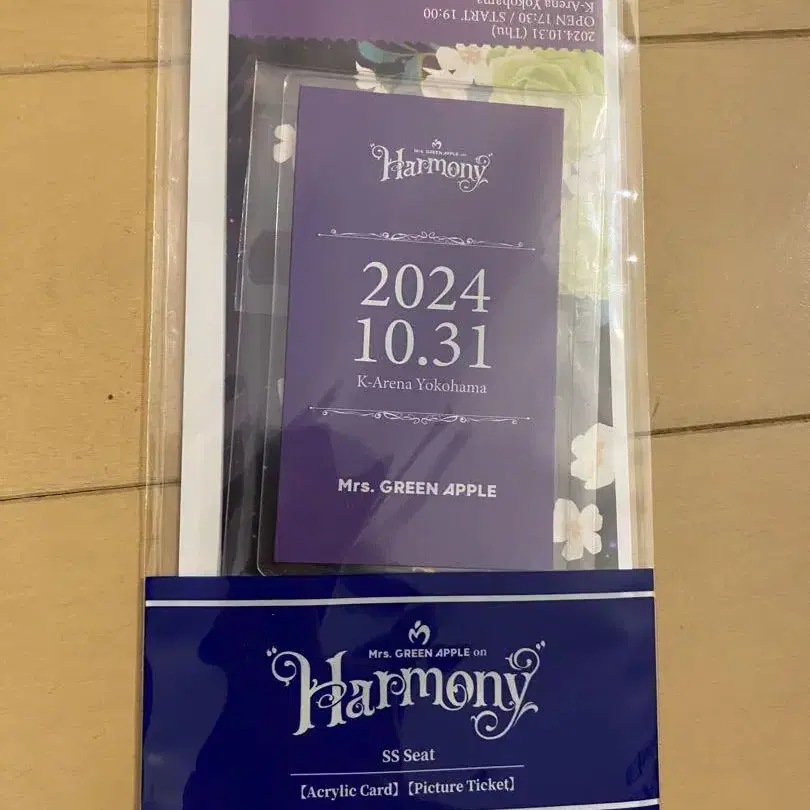 2024.10.31 (Thu)
OPEN 17:30 / START 19:00
K-Arena Yokohama
Mrs. GREEN APPLE on
"Harmony"
2024
10.31
K-Arena Yokohama
Mrs. GREEN APPLE
Mrs. GREEN APPLE on
"Harmony"
SS Seat
【Acrylic Card】【Picture Ticket】